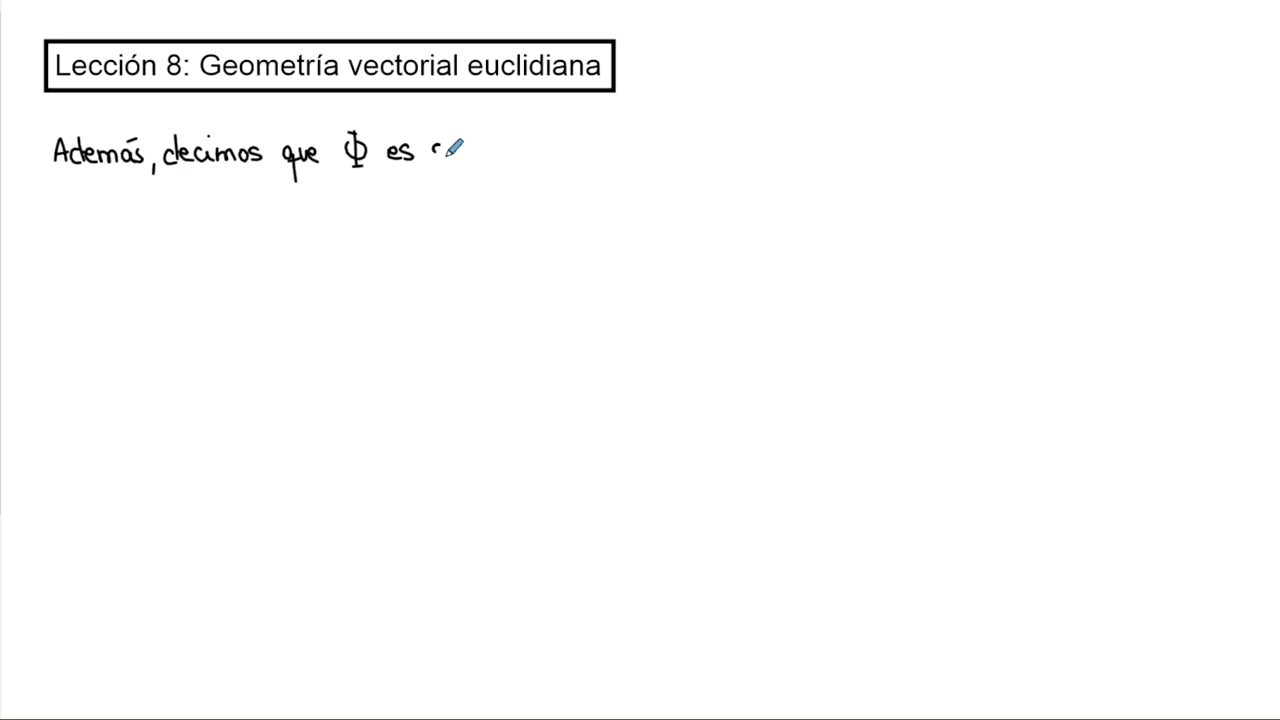 Lección 8: Geometría vectorial euclidiana
Además, decimos que Φ es